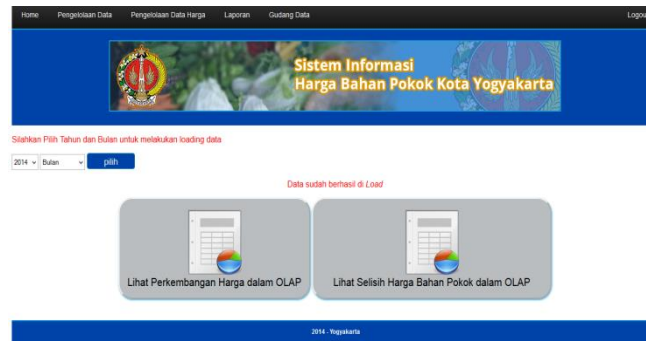 Home Pengelolaan Data Pengelolaan Data Harga Laporan Gudang Data Logout
Sistem Informasi
Harga Bahan Pokok Kota Yogyakarta
Silahkan Pilih Tahun dan Bulan untuk melakukan loading data
2014 Bulan pilih
Data sudah berhasil di Load
Lihat Perkembangan Harga dalam OLAP Lihat Selisih Harga Bahan Pokok dalam OLAP
2014 - Yogyakarta